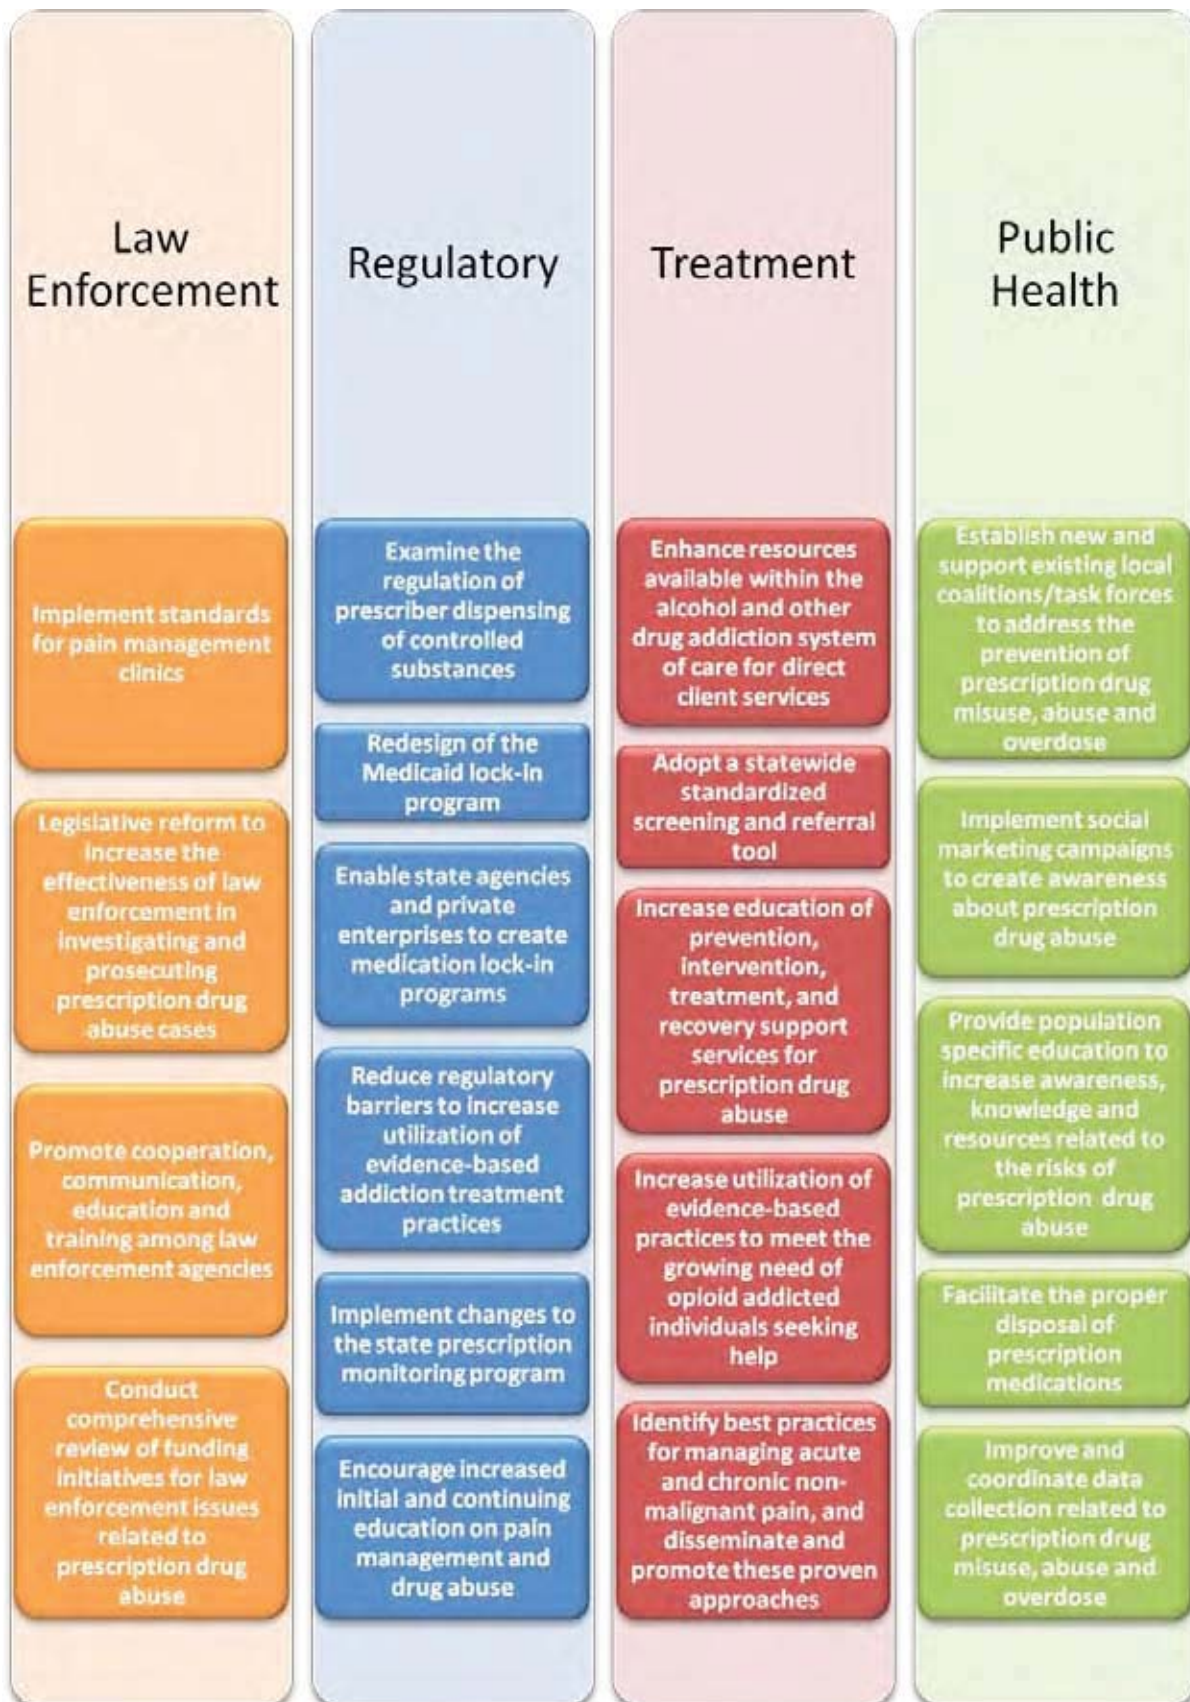 Law
Enforcement
Implement standards
for pain management
clinics
Legislative reform to
increase the
effectiveness of law
enforcement in
investigating and
prosecuting
prescription drug
abuse cases
Promote cooperation,
communication,
education and
training among law
enforcement agencies
Conduct
comprehensive
review of funding
initiatives for law
enforcement issues
related to
prescription drug
abuse
Regulatory
Examine the
regulation of
prescriber dispensing
of controlled
substances
Redesign of the
Medicaid lock-in
program
Enable state agencies
and private
enterprises to create
medication lock-in
programs
Reduce regulatory
barriers to increase
utilization of
evidence-based
addiction treatment
practices
Implement changes to
the state prescription
monitoring program
Encourage increased
initial and continuing
education on pain
management and
drug abuse
Treatment
Enhance resources
available within the
alcohol and other
drug addiction system
of care for direct
client services
Adopt a statewide
standardized
screening and referral
tool
Increase education of
prevention,
intervention,
treatment, and
recovery support
services for
prescription drug
abuse
Increase utilization of
evidence-based
practices to meet the
growing need of
opioid addicted
individuals seeking
help
Identify best practices
for managing acute
and chronic non-
malignant pain, and
disseminate and
promote these proven
approaches
Public
Health
Establish new and
support existing local
coalitions/task forces
to address the
prevention of
prescription drug
misuse, abuse and
overdose
Implement social
marketing campaigns
to create awareness
about prescription
drug abuse
Provide population
specific education to
increase awareness,
knowledge and
resources related to
the risks of
prescription drug
abuse
Facilitate the proper
disposal of
prescription
medications
Improve and
coordinate data
collection related to
prescription drug
misuse, abuse and
overdose